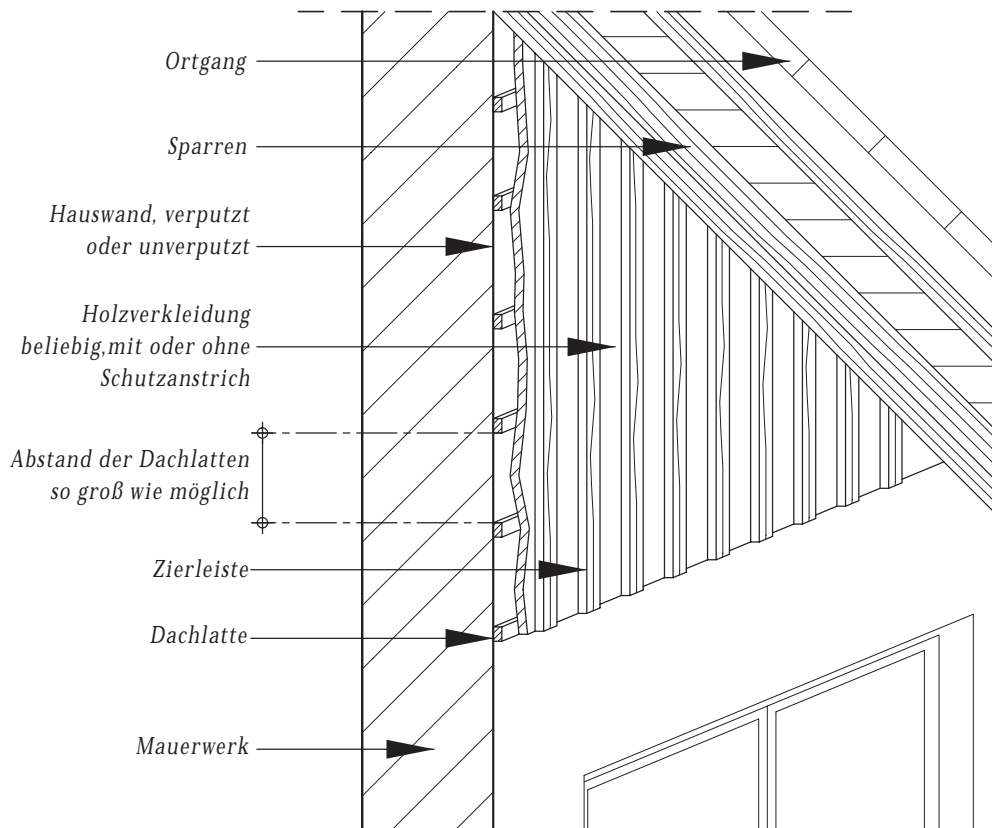 Ortgang
Sparren
Hauswand, verputzt
oder unverputzt
Holzverkleidung
beliebig,mit oder ohne
Schutzanstrich
Abstand der Dachlatten
so groß wie möglich
Zierleiste
Dachlatte
Mauerwerk